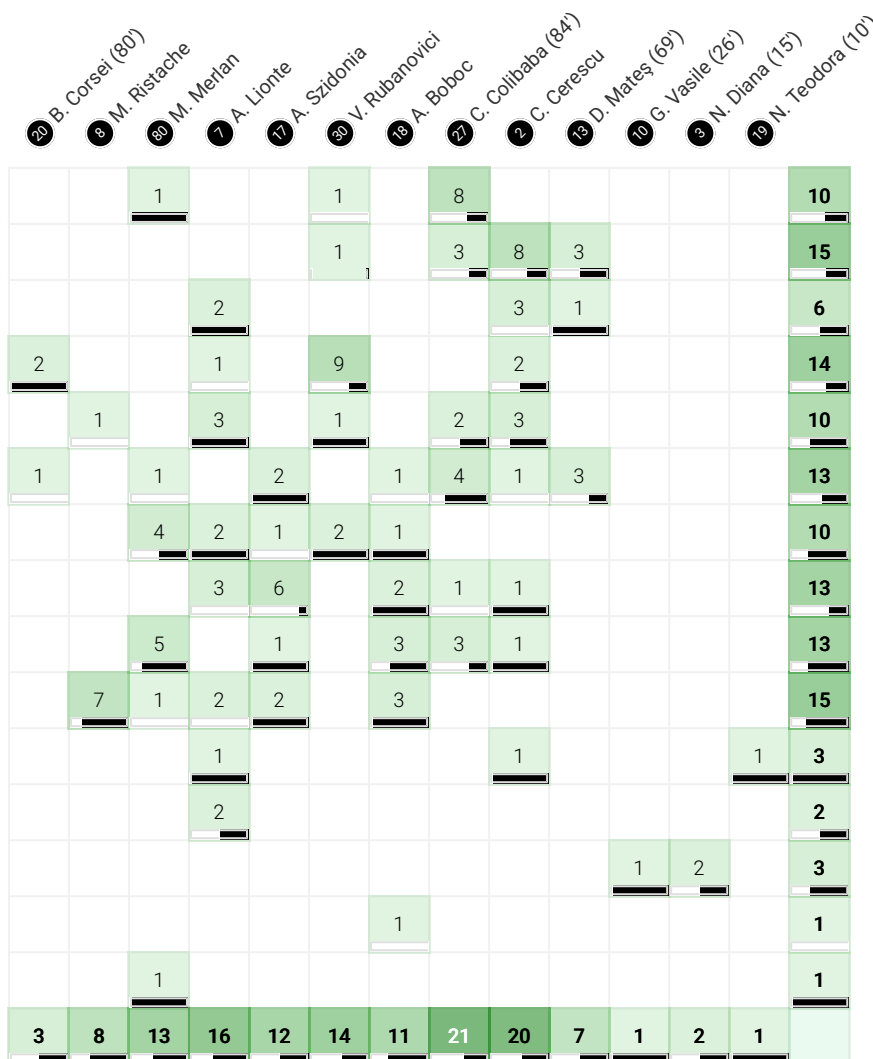 20 B. Corsei (80')
8 M. Ristache
80 M. Merlan
7 A. Lionte
17 A. Szidonia
30 V. Rubanovici
18 A. Boboc
27 C. Colibaba (84')
2 C. Cerescu
13 D. Mateș (69')
10 G. Vasile (26')
3 N. Diana (15')
19 N. Teodora (10')
1 1 8 10
1 3 8 3 15
2 3 1 6
2 1 9 2 14
1 3 1 2 3 10
1 1 2 1 4 1 3 13
4 2 1 2 1 10
3 6 2 1 1 13
5 1 3 3 1 13
7 1 2 2 3 15
1 1 1 3
2 2
1 2 3
1 1
1 1
3 8 13 16 12 14 11 21 20 7 1 2 1